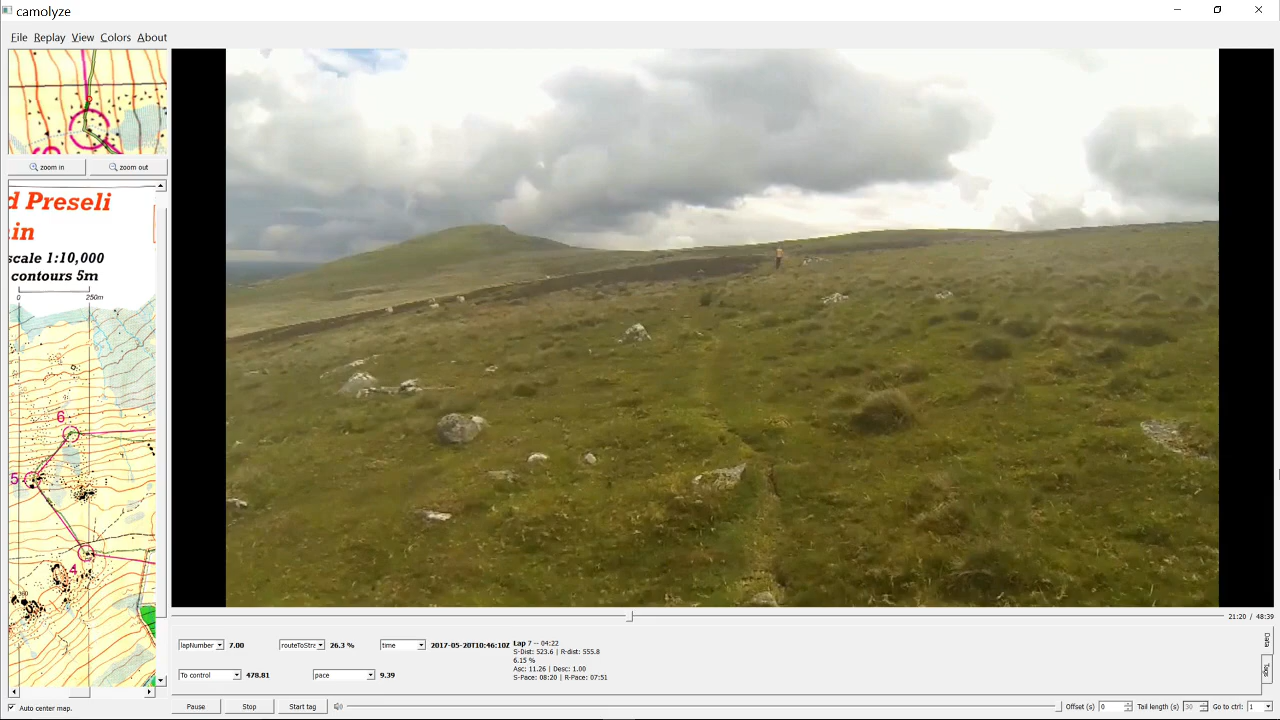 camolyze
File Replay View Colors About
zoom in zoom out
d Preseli
in
scale 1:10,000
contours 5m
0 250m
6
5
4
360
21:20 / 48:39
lapNumber 7.00 routeToStr 26.3 % time 2017-05-20T10:46:10Z
To control 478.81 pace 9.39
Lap 7 -- 04:22
S-Dist: 523.6 | R-dist: 555.8
6.15 %
Asc: 11.26 | Desc: 1.00
S-Pace: 08:20 | R-Pace: 07:51
Data
Tags
Auto center map.
Pause Stop Start tag Offset (s) 0 Tail length (s) 30 Go to ctrl: 1